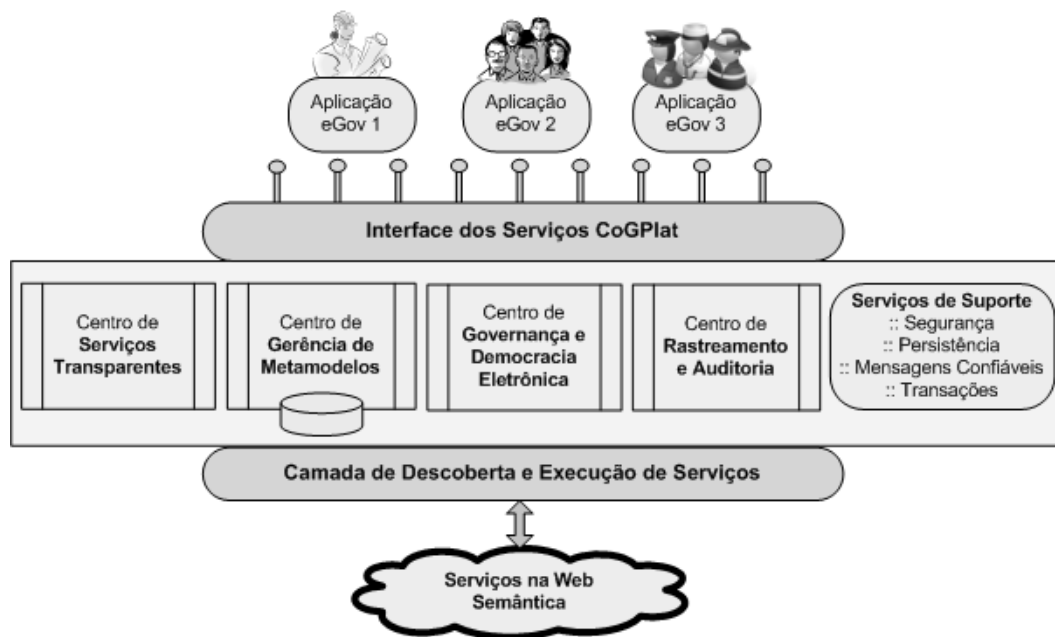 Aplicação
eGov 1
Aplicação
eGov 2
Aplicação
eGov 3
Interface dos Serviços CoGPlat
Centro de
Serviços
Transparentes
Centro de
Gerência de
Metamodelos
Centro de
Governança e
Democracia
Eletrônica
Centro de
Rastreamento
e Auditoria
Serviços de Suporte
:: Segurança
:: Persistência
:: Mensagens Confiáveis
:: Transações
Camada de Descoberta e Execução de Serviços
Serviços na Web
Semântica